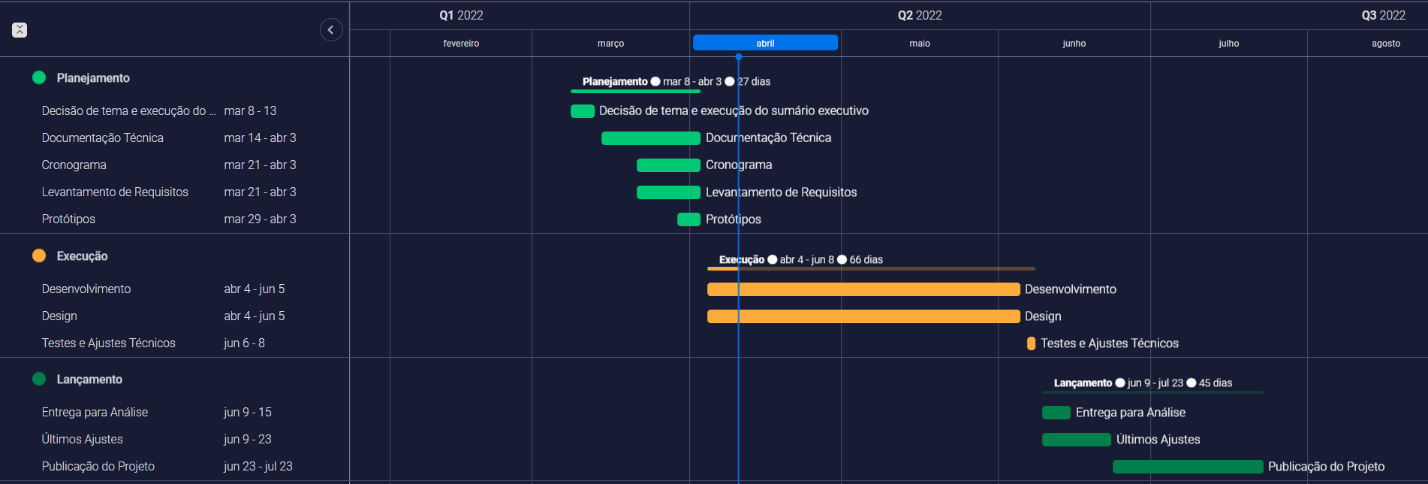 Q1 2022 Q2 2022 Q3 2022
fevereiro março abril maio junho julho agosto
Planejamento Planejamento mar 8 - abr 3 27 dias
Decisão de tema e execução do ... mar 8 - 13 Decisão de tema e execução do sumário executivo
Documentação Técnica mar 14 - abr 3 Documentação Técnica
Cronograma mar 21 - abr 3 Cronograma
Levantamento de Requisitos mar 21 - abr 3 Levantamento de Requisitos
Protótipos mar 29 - abr 3 Protótipos
Execução Execução abr 4 - jun 8 66 dias
Desenvolvimento abr 4 - jun 5 Desenvolvimento
Design abr 4 - jun 5 Design
Testes e Ajustes Técnicos jun 6 - 8 Testes e Ajustes Técnicos
Lançamento Lançamento jun 9 - jul 23 45 dias
Entrega para Análise jun 9 - 15 Entrega para Análise
Últimos Ajustes jun 9 - 23 Últimos Ajustes
Publicação do Projeto jun 23 - jul 23 Publicação do Projeto